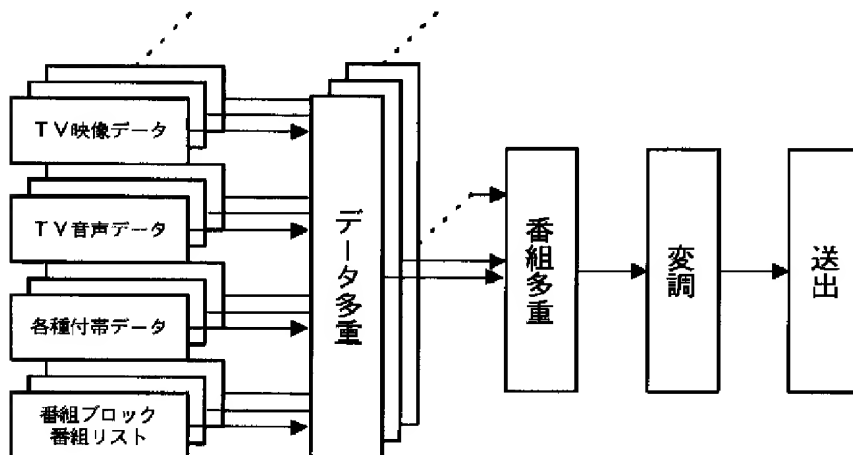 TV映像データ
TV音声データ
各種付帯データ
番組ブロック
番組リスト
データ多重
番組多重
変調
送出